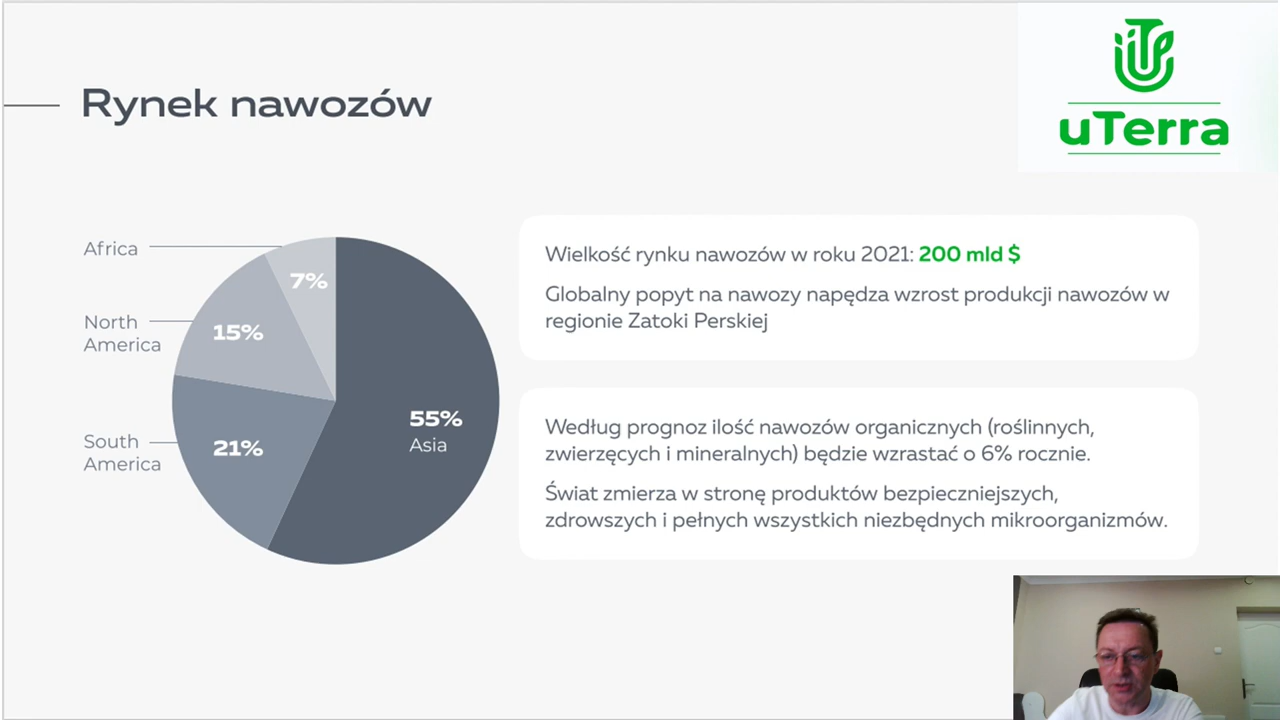 Rynek nawozów
uTerra
Africa
7%
North
America
15%
South
America
21%
55%
Asia
Wielkość rynku nawozów w roku 2021: 200 mld $
Globalny popyt na nawozy napędza wzrost produkcji nawozów w
regionie Zatoki Perskiej
Według prognoz ilość nawozów organicznych (roślinnych,
zwierzęcych i mineralnych) będzie wzrastać o 6% rocznie.
Świat zmierza w stronę produktów bezpieczniejszych,
zdrowszych i pełnych wszystkich niezbędnych mikroorganizmów.